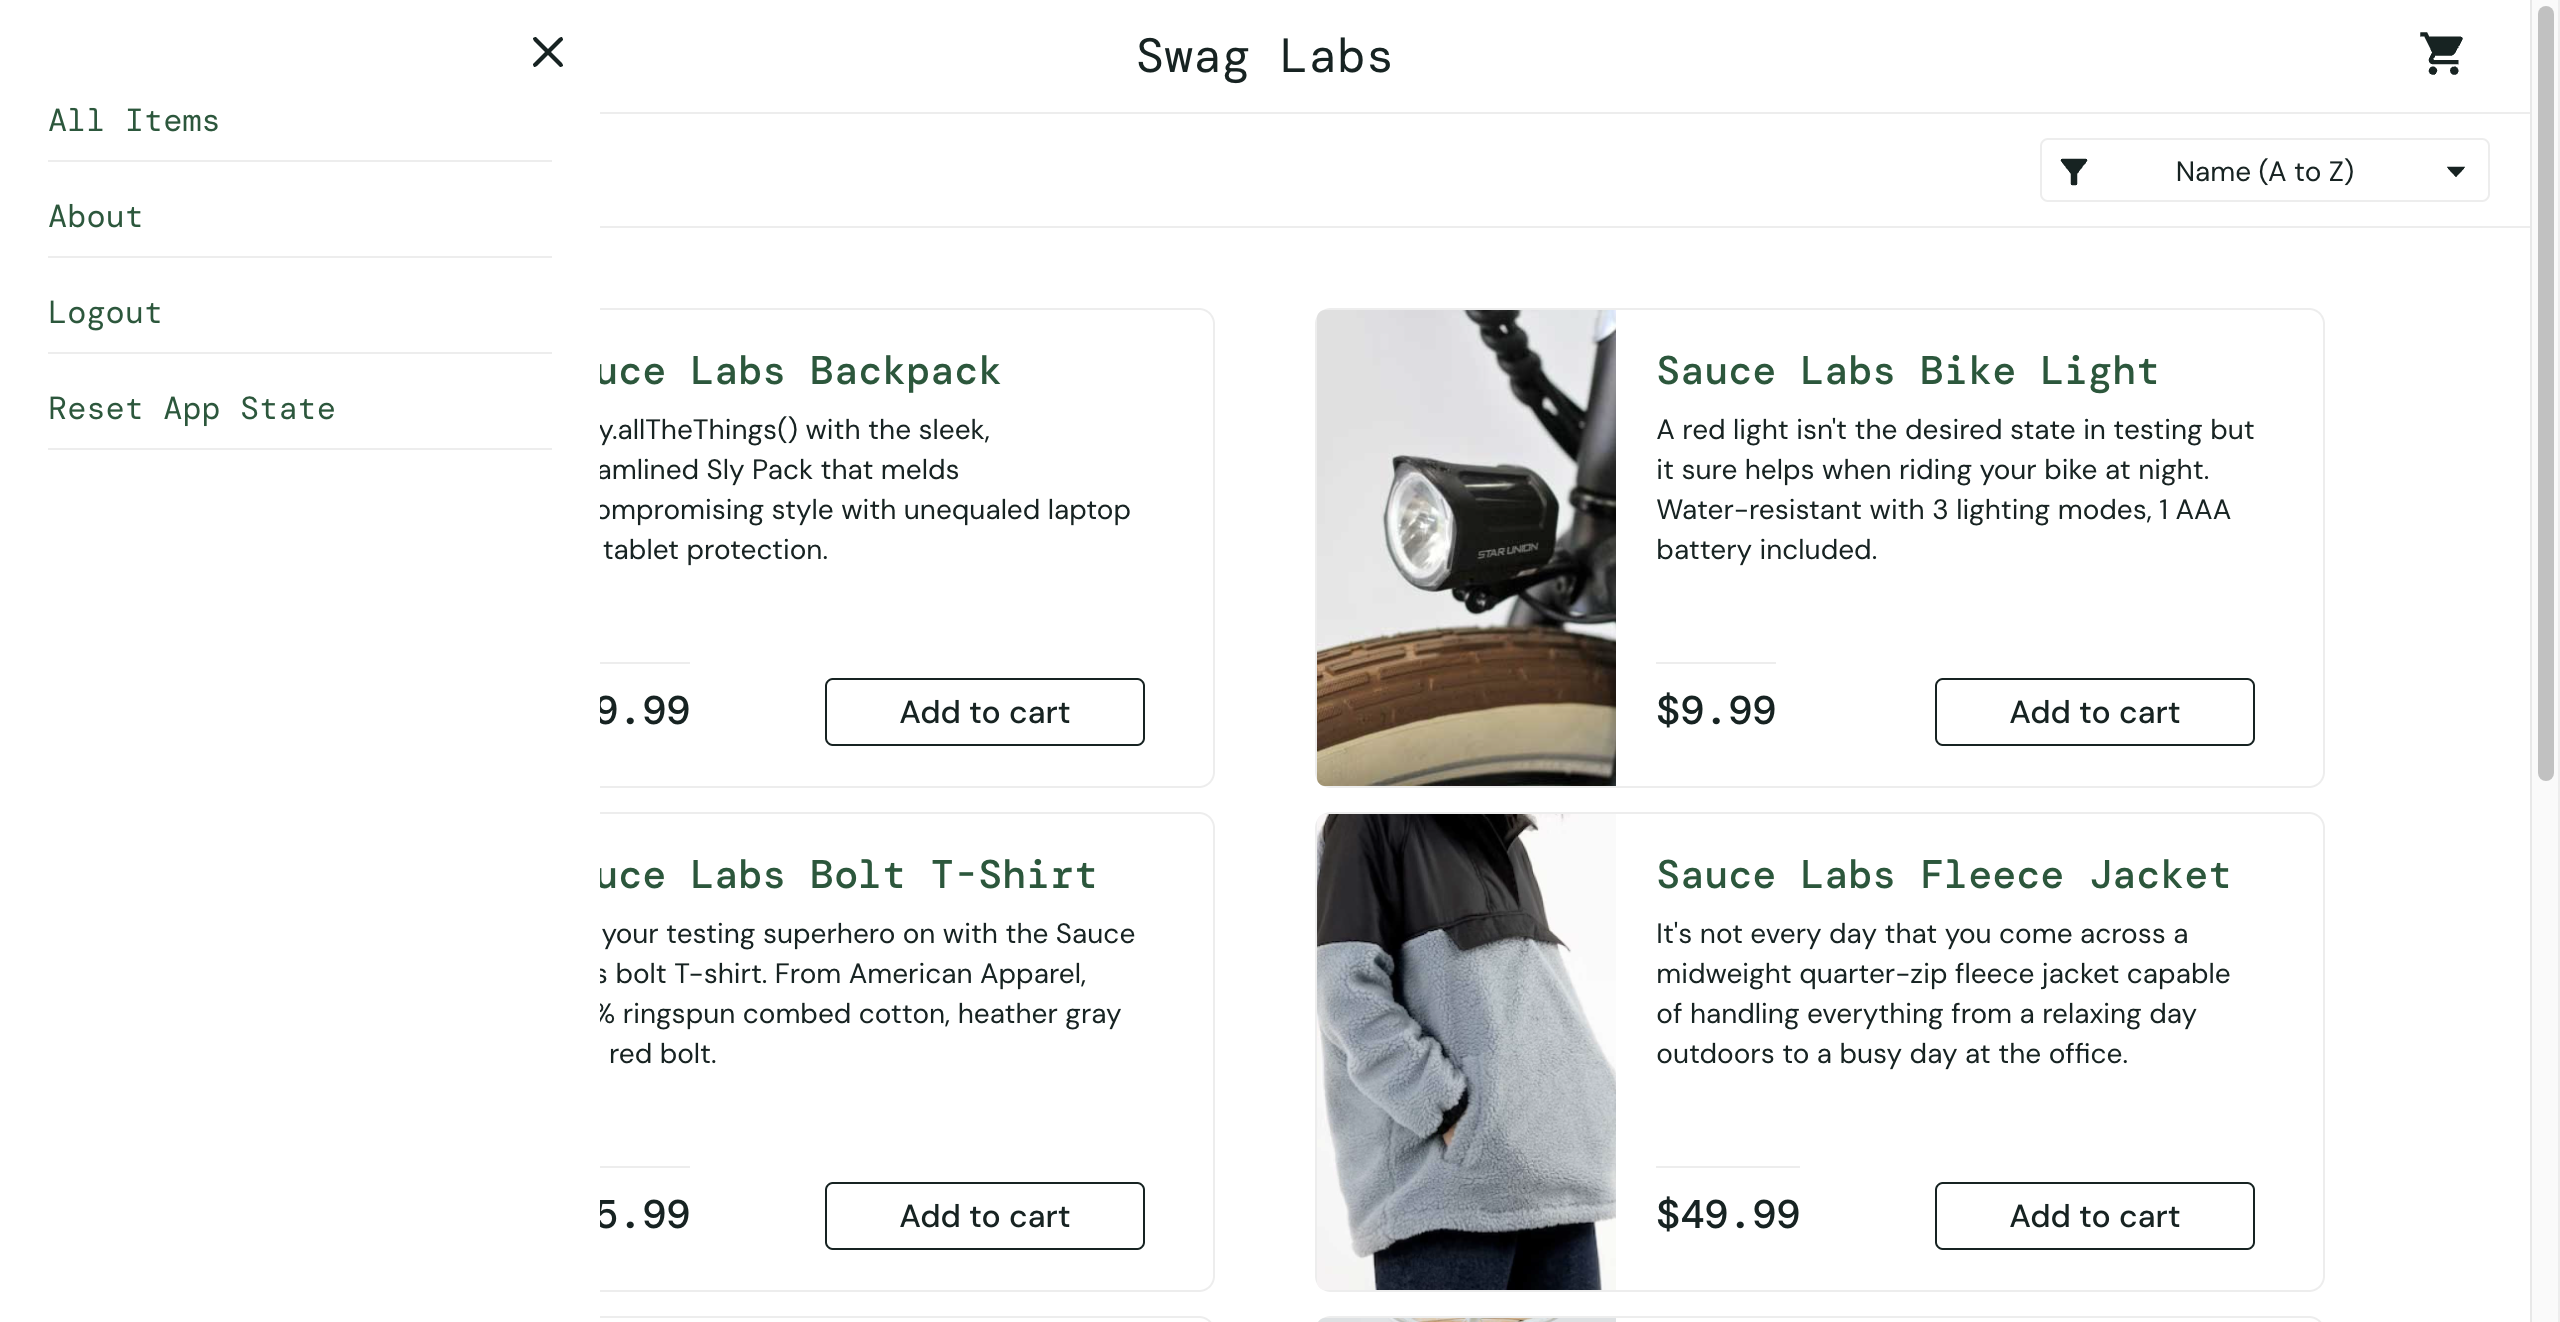 Swag Labs
All Items
About
Logout
Reset App State
Name (A to Z)
uce Labs Backpack
y.allTheThings() with the sleek,
amlined Sly Pack that melds
ompromising style with unequaled laptop
tablet protection.
9.99
Add to cart
Sauce Labs Bike Light
A red light isn't the desired state in testing but
it sure helps when riding your bike at night.
Water-resistant with 3 lighting modes, 1 AAA
battery included.
$9.99
Add to cart
STAR UNION
uce Labs Bolt T-Shirt
your testing superhero on with the Sauce
s bolt T-shirt. From American Apparel,
% ringspun combed cotton, heather gray
red bolt.
5.99
Add to cart
Sauce Labs Fleece Jacket
It's not every day that you come across a
midweight quarter-zip fleece jacket capable
of handling everything from a relaxing day
outdoors to a busy day at the office.
$49.99
Add to cart